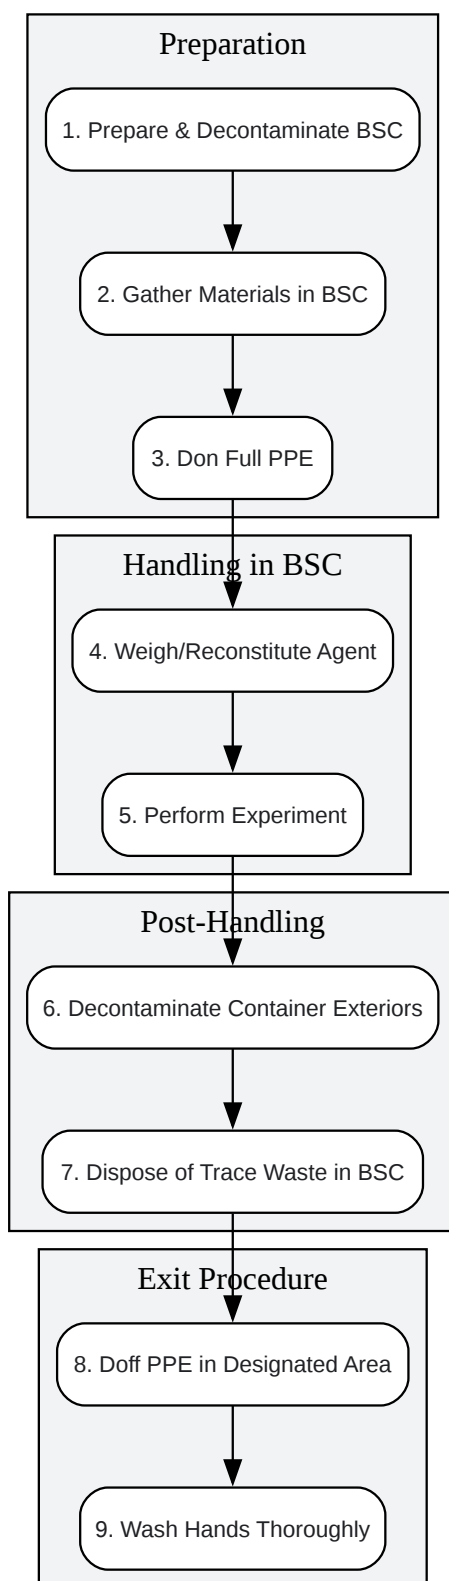 Preparation
1. Prepare & Decontaminate BSC
2. Gather Materials in BSC
3. Don Full PPE
Handling in BSC
4. Weigh/Reconstitute Agent
5. Perform Experiment
Post-Handling
6. Decontaminate Container Exteriors
7. Dispose of Trace Waste in BSC
Exit Procedure
8. Doff PPE in Designated Area
9. Wash Hands Thoroughly